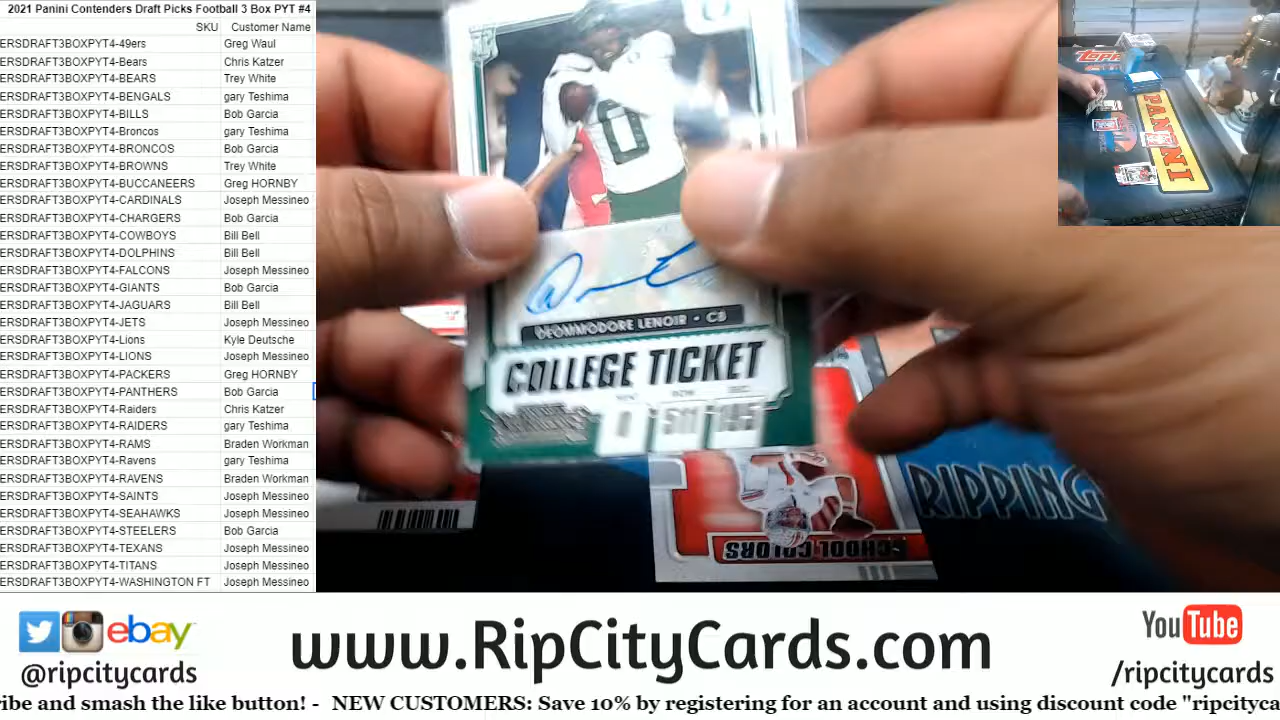 2021 Panini Contenders Draft Picks Football 3 Box PYT #4
SKU Customer Name
ERSDRAFT3BOXPYT4-49ers Greg Waul
ERSDRAFT3BOXPYT4-Bears Chris Katzer
ERSDRAFT3BOXPYT4-BEARS Trey White
ERSDRAFT3BOXPYT4-BENGALS gary Teshima
ERSDRAFT3BOXPYT4-BILLS Bob Garcia
ERSDRAFT3BOXPYT4-Broncos gary Teshima
ERSDRAFT3BOXPYT4-BRONCOS Bob Garcia
ERSDRAFT3BOXPYT4-BROWNS Trey White
ERSDRAFT3BOXPYT4-BUCCANEERS Greg HORNBY
ERSDRAFT3BOXPYT4-CARDINALS Joseph Messineo
ERSDRAFT3BOXPYT4-CHARGERS Bob Garcia
ERSDRAFT3BOXPYT4-COWBOYS Bill Bell
ERSDRAFT3BOXPYT4-DOLPHINS Bill Bell
ERSDRAFT3BOXPYT4-FALCONS Joseph Messineo
ERSDRAFT3BOXPYT4-GIANTS Bob Garcia
ERSDRAFT3BOXPYT4-JAGUARS Bill Bell
ERSDRAFT3BOXPYT4-JETS Joseph Messineo
ERSDRAFT3BOXPYT4-Lions Kyle Deutsche
ERSDRAFT3BOXPYT4-LIONS Joseph Messineo
ERSDRAFT3BOXPYT4-PACKERS Greg HORNBY
ERSDRAFT3BOXPYT4-PANTHERS Bob Garcia
ERSDRAFT3BOXPYT4-Raiders Chris Katzer
ERSDRAFT3BOXPYT4-RAIDERS gary Teshima
ERSDRAFT3BOXPYT4-RAMS Braden Workman
ERSDRAFT3BOXPYT4-Ravens gary Teshima
ERSDRAFT3BOXPYT4-RAVENS Braden Workman
ERSDRAFT3BOXPYT4-SAINTS Joseph Messineo
ERSDRAFT3BOXPYT4-SEAHAWKS Joseph Messineo
ERSDRAFT3BOXPYT4-STEELERS Bob Garcia
ERSDRAFT3BOXPYT4-TEXANS Joseph Messineo
ERSDRAFT3BOXPYT4-TITANS Joseph Messineo
ERSDRAFT3BOXPYT4-WASHINGTON FT Joseph Messineo
0
DEOMMODORE LENOIR • CB
COLLEGE TICKET
SCHOOL COLORS
RIPPING
Topps
PANINI
ebay
@ripcitycards
www.RipCityCards.com
YouTube
/ripcitycards
ribe and smash the like button! - NEW CUSTOMERS: Save 10% by registering for an account and using discount code "ripcityca